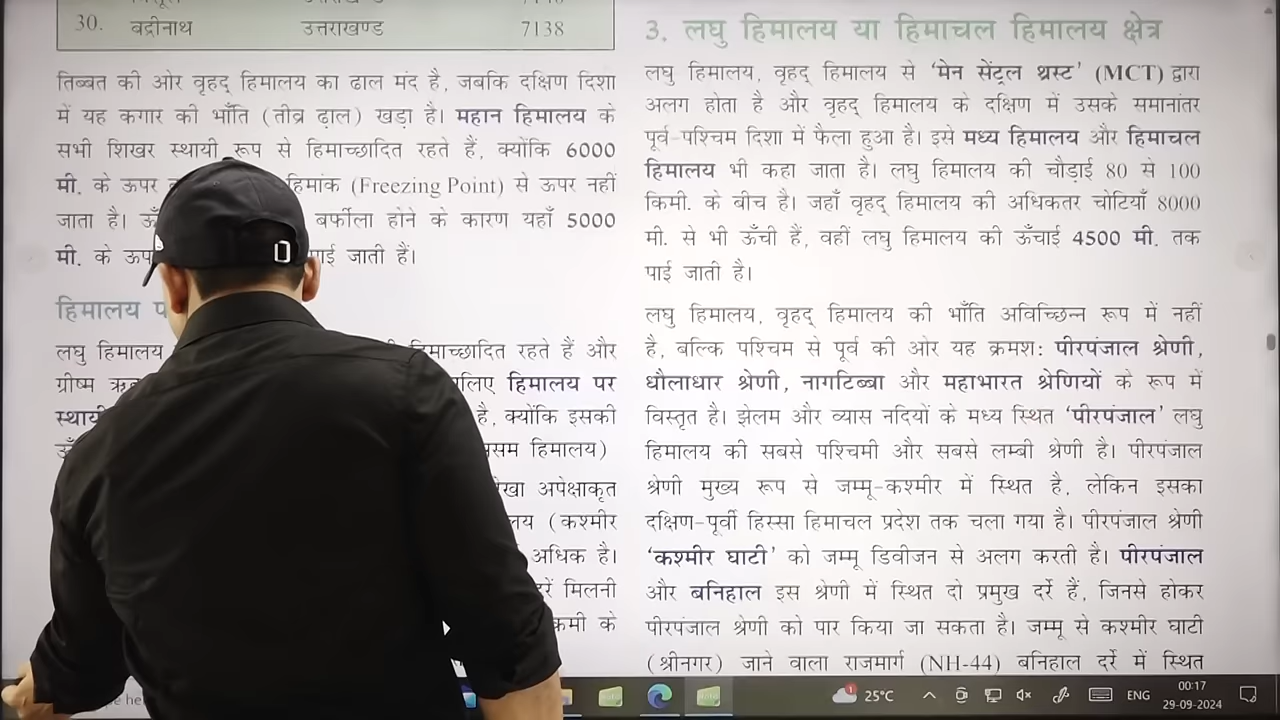 30. बद्रीनाथ उत्तराखण्ड 7138
तिब्बत की ओर वृहद् हिमालय का ढाल मंद है, जबकि दक्षिण दिशा
में यह कगार की भाँति (तीव्र ढ़ाल) खड़ा है। महान हिमालय के
सभी शिखर स्थायी रूप से हिमाच्छादित रहते हैं, क्योंकि 6000
मी. के ऊपर हिमांक (Freezing Point) से ऊपर नहीं
जाता है। बर्फीला होने के कारण यहाँ 5000
मी. के ऊपर पाई जाती हैं।
हिमालय
लघु हिमालय हिमाच्छादित रहते हैं और
ग्रीष्म हिमालय पर
स्थायी है, क्योंकि इसकी
हिमालय)
अपेक्षाकृत
(कश्मीर
अधिक है।
मिलनी
कमी के
3. लघु हिमालय या हिमाचल हिमालय क्षेत्र
लघु हिमालय, वृहद् हिमालय से ‘मेन सेंट्रल थ्रस्ट’ (MCT) द्वारा
अलग होता है और वृहद् हिमालय के दक्षिण में उसके समानांतर
पूर्व-पश्चिम दिशा में फैला हुआ है। इसे मध्य हिमालय और हिमाचल
हिमालय भी कहा जाता है। लघु हिमालय की चौड़ाई 80 से 100
किमी. के बीच है। जहाँ वृहद् हिमालय की अधिकतर चोटियाँ 8000
मी. से भी ऊँची हैं, वहीं लघु हिमालय की ऊँचाई 4500 मी. तक
पाई जाती है।
लघु हिमालय, वृहद् हिमालय की भाँति अविच्छिन्न रूप में नहीं
है, बल्कि पश्चिम से पूर्व की ओर यह क्रमश: पीरपंजाल श्रेणी,
धौलाधार श्रेणी, नागटिब्बा और महाभारत श्रेणियों के रूप में
विस्तृत है। झेलम और व्यास नदियों के मध्य स्थित ‘पीरपंजाल’ लघु
हिमालय की सबसे पश्चिमी और सबसे लम्बी श्रेणी है। पीरपंजाल
श्रेणी मुख्य रूप से जम्मू-कश्मीर में स्थित है, लेकिन इसका
दक्षिण-पूर्वी हिस्सा हिमाचल प्रदेश तक चला गया है। पीरपंजाल श्रेणी
‘कश्मीर घाटी’ को जम्मू डिवीजन से अलग करती है। पीरपंजाल
और बनिहाल इस श्रेणी में स्थित दो प्रमुख दर्रे हैं, जिनसे होकर
पीरपंजाल श्रेणी को पार किया जा सकता है। जम्मू से कश्मीर घाटी
(श्रीनगर) जाने वाला राजमार्ग (NH-44) बनिहाल दर्रे में स्थित
25°C ENG 00:17
29-09-2024